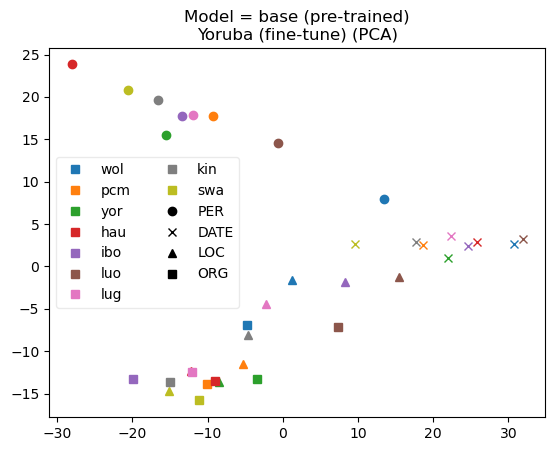 Model = base (pre-trained)
Yoruba (fine-tune) (PCA)
25
20
15
10
5
0
−5
−10
−15
wol
pcm
yor
hau
ibo
luo
lug
kin
swa
PER
DATE
LOC
ORG
−30
−20
−10
0
10
20
30